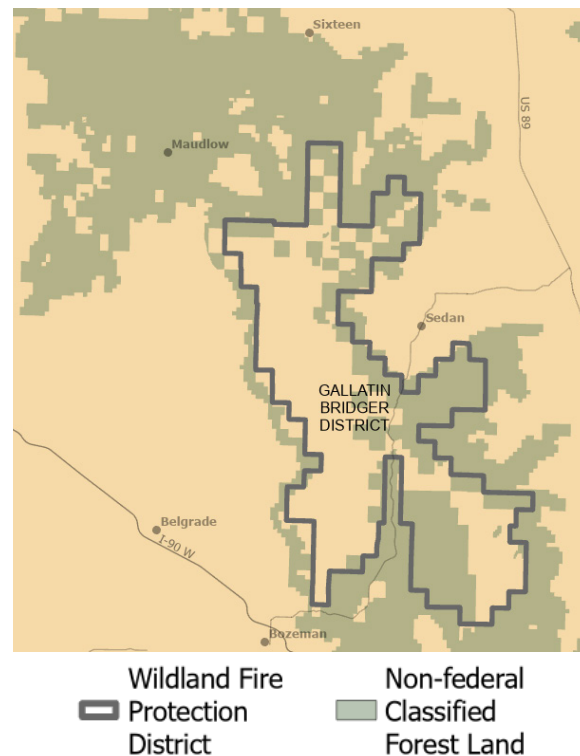 Sixteen
US 89
Maudlow
Sedan
GALLATIN
BRIDGER
DISTRICT
Belgrade
I-90 W
Bozeman
Wildland Fire
Protection
District
Non-federal
Classified
Forest Land